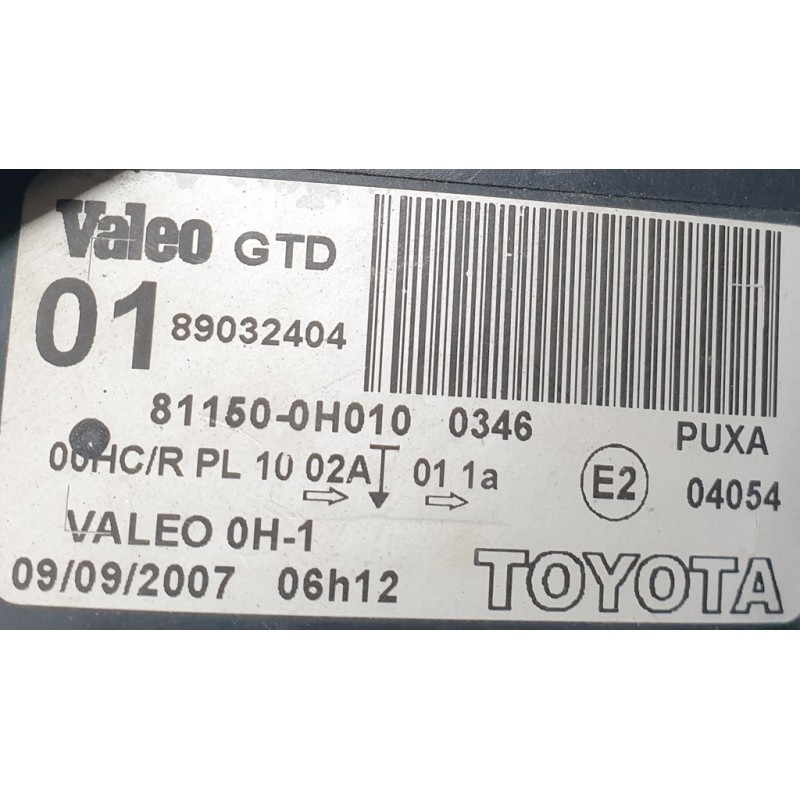 Valeo GTD
01 89032404
81150-0H010 0346 PUXA
00HC/R PL 10 02A 01 1a E2 04054
VALEO 0H-1
09/09/2007 06h12 TOYOTA